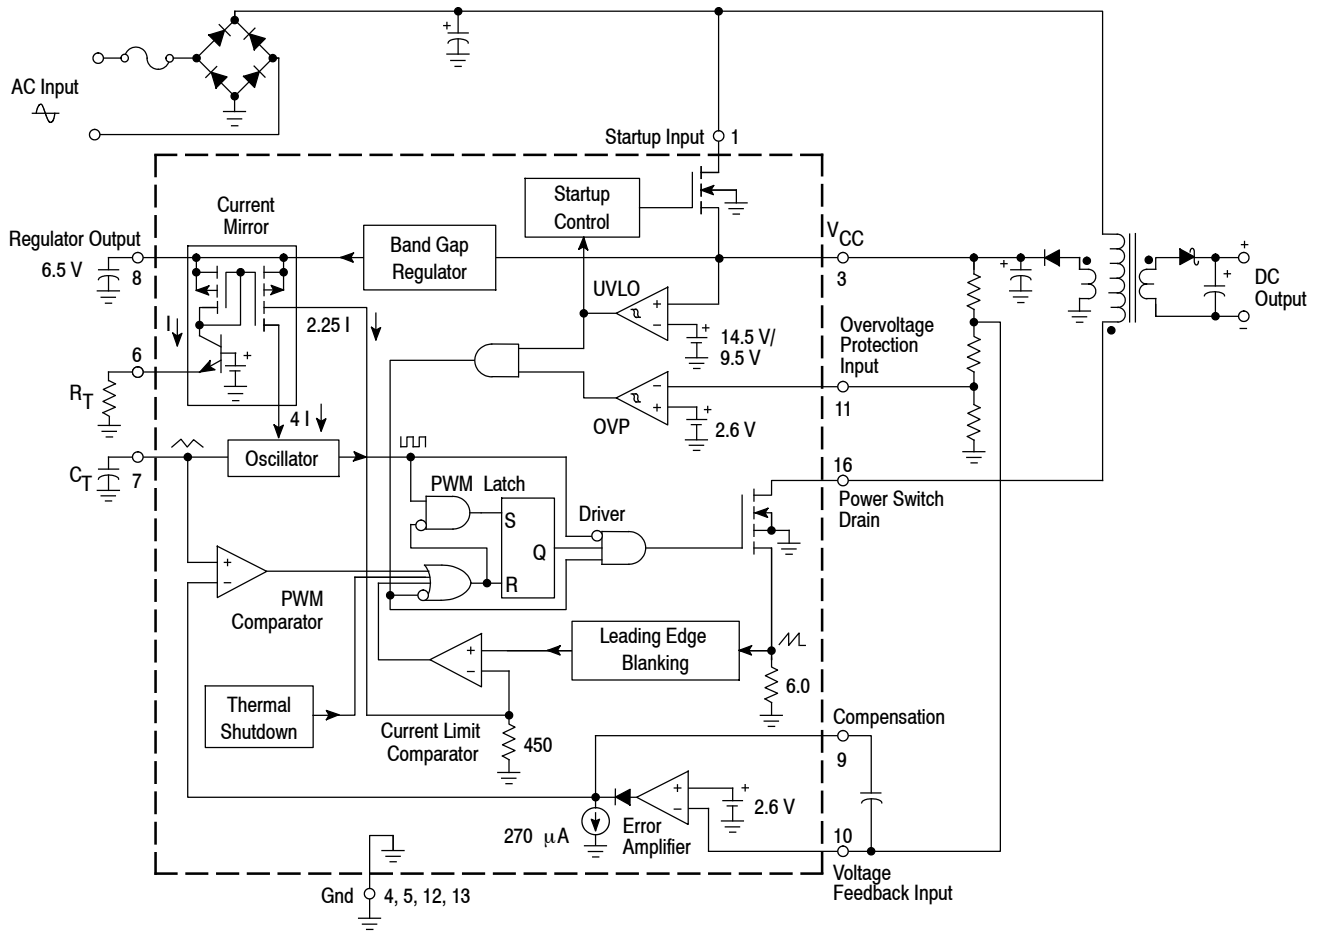 AC Input
Startup Input
1
Current
Mirror
Startup
Control
Regulator Output
6.5 V
8
Band Gap
Regulator
VCC
3
+
DC
Output
−
UVLO
+
−
+
14.5 V/
9.5 V
I
2.25 I
Overvoltage
Protection
Input
11
6
RT
+
4 I
OVP
−
+
+
2.6 V
CT
7
Oscillator
16
Power Switch
Drain
PWM Latch
S
Q
R
Driver
+
−
PWM
Comparator
+
−
Leading Edge
Blanking
6.0
Thermal
Shutdown
Current Limit
Comparator
450
Compensation
9
270 µA
Error
Amplifier
+
−
+
2.6 V
10
Voltage
Feedback Input
Gnd
4, 5, 12, 13